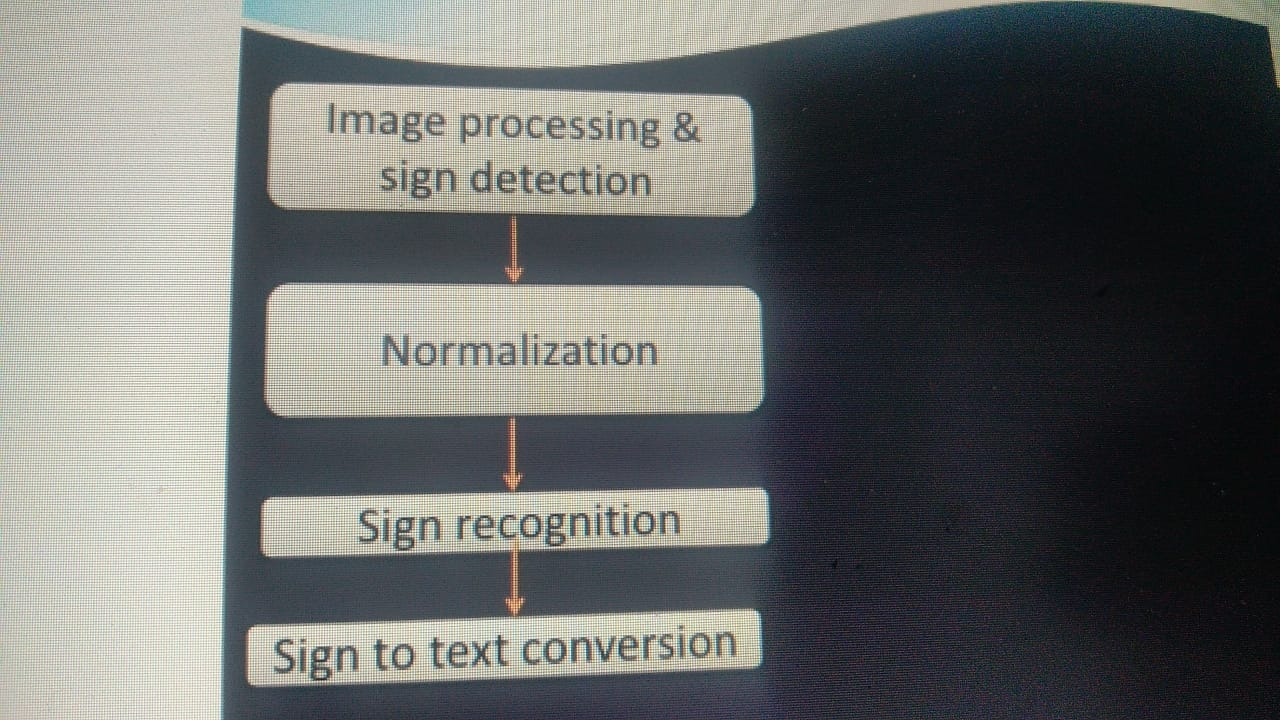 Image processing &
sign detection
Normalization
Sign recognition
Sign to text conversion